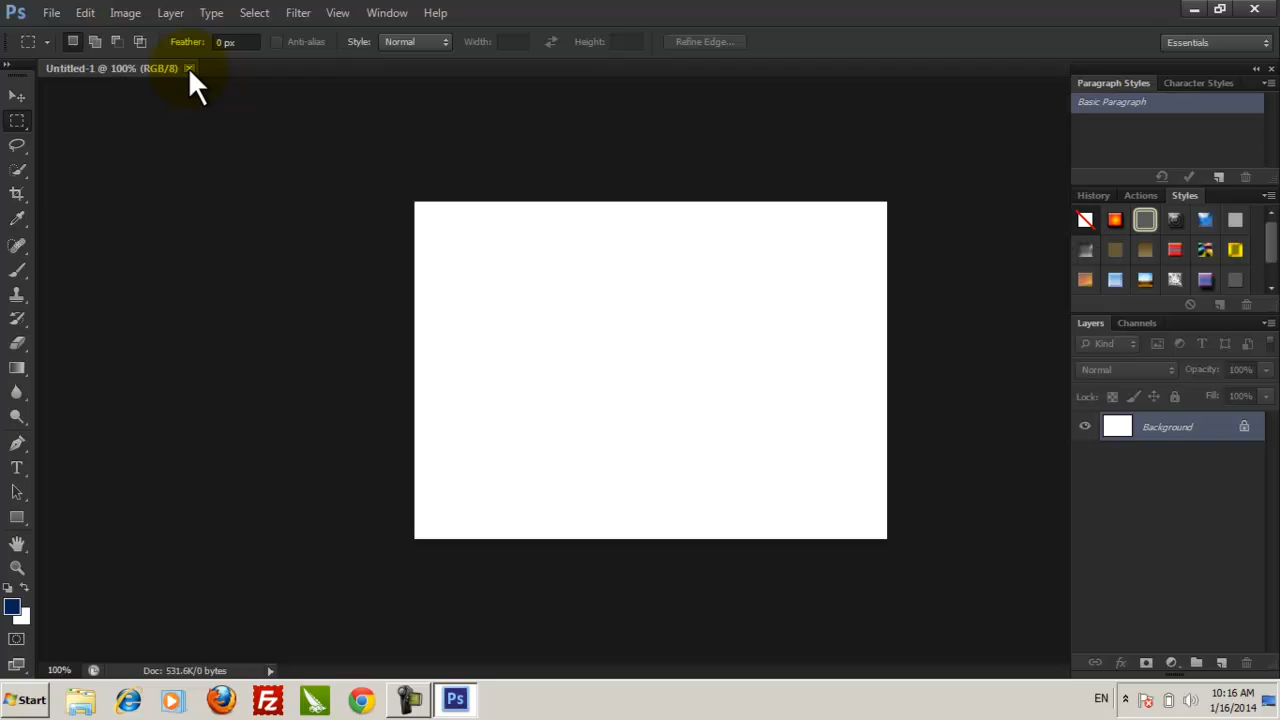 Ps File Edit Image Layer Type Select Filter View Window Help
Feather: 0 px Anti-alias Style: Normal Width: Height: Refine Edge... Essentials
Untitled-1 @ 100% (RGB/8)
Paragraph Styles Character Styles
Basic Paragraph
History Actions Styles
Layers Channels
Kind
Normal Opacity: 100%
Lock: Fill: 100%
Background
100% Doc: 531.6K/0 bytes
Start Fz Ps EN 10:16 AM
1/16/2014